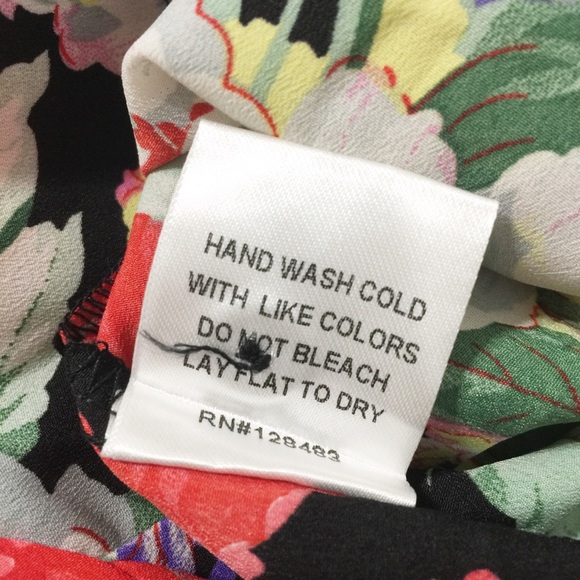 HAND WASH COLD
WITH LIKE COLORS
DO NOT BLEACH
LAY FLAT TO DRY
RN#128483